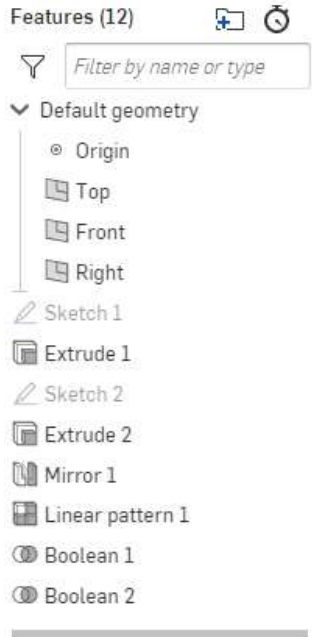 Features (12)
Filter by name or type
Default geometry
Origin
Top
Front
Right
Sketch 1
Extrude 1
Sketch 2
Extrude 2
Mirror 1
Linear pattern 1
Boolean 1
Boolean 2